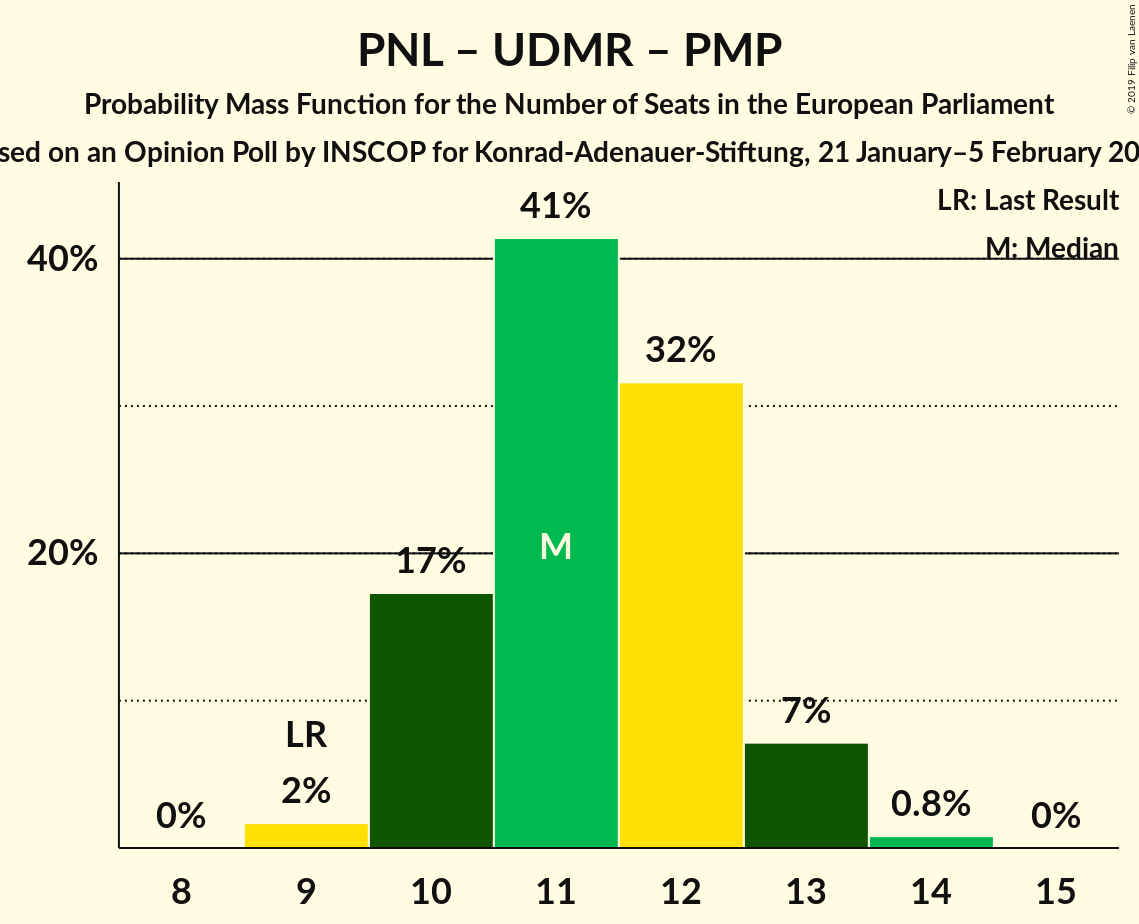 PNL – UDMR – PMP
Probability Mass Function for the Number of Seats in the European Parliament
sed on an Opinion Poll by INSCOP for Konrad-Adenauer-Stiftung, 21 January–5 February 20
© 2019 Filip van Laenen
LR: Last Result
M: Median
41%
40%
32%
M
20%
17%
7%
LR
2%
0.8%
0%
0%
8 9 10 11 12 13 14 15